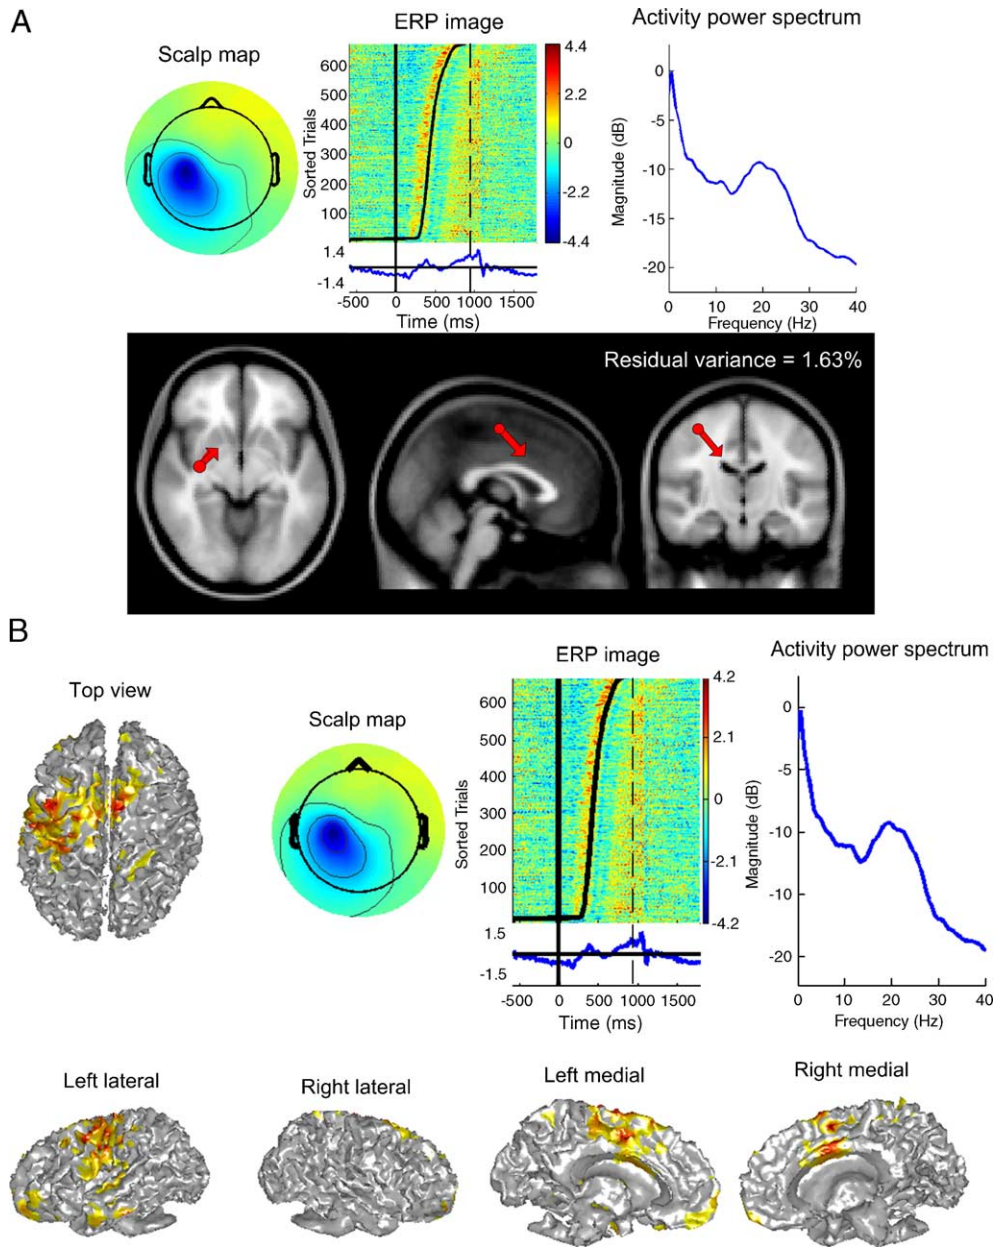 A
Scalp map
ERP image
Activity power spectrum
Sorted Trials
600
500
400
300
200
100
4.4
2.2
0
-2.2
-4.4
1.4
-1.4
-500 0 500 1000 1500
Time (ms)
Magnitude (dB)
0
-5
-10
-15
-20
0 10 20 30 40
Frequency (Hz)
Residual variance = 1.63%
B
Top view
Scalp map
ERP image
Activity power spectrum
Sorted Trials
600
500
400
300
200
100
4.2
2.1
0
-2.1
-4.2
1.5
-1.5
-500 0 500 1000 1500
Time (ms)
Magnitude (dB)
0
-5
-10
-10
-20
0 10 20 30 40
Frequency (Hz)
Left lateral
Right lateral
Left medial
Right medial